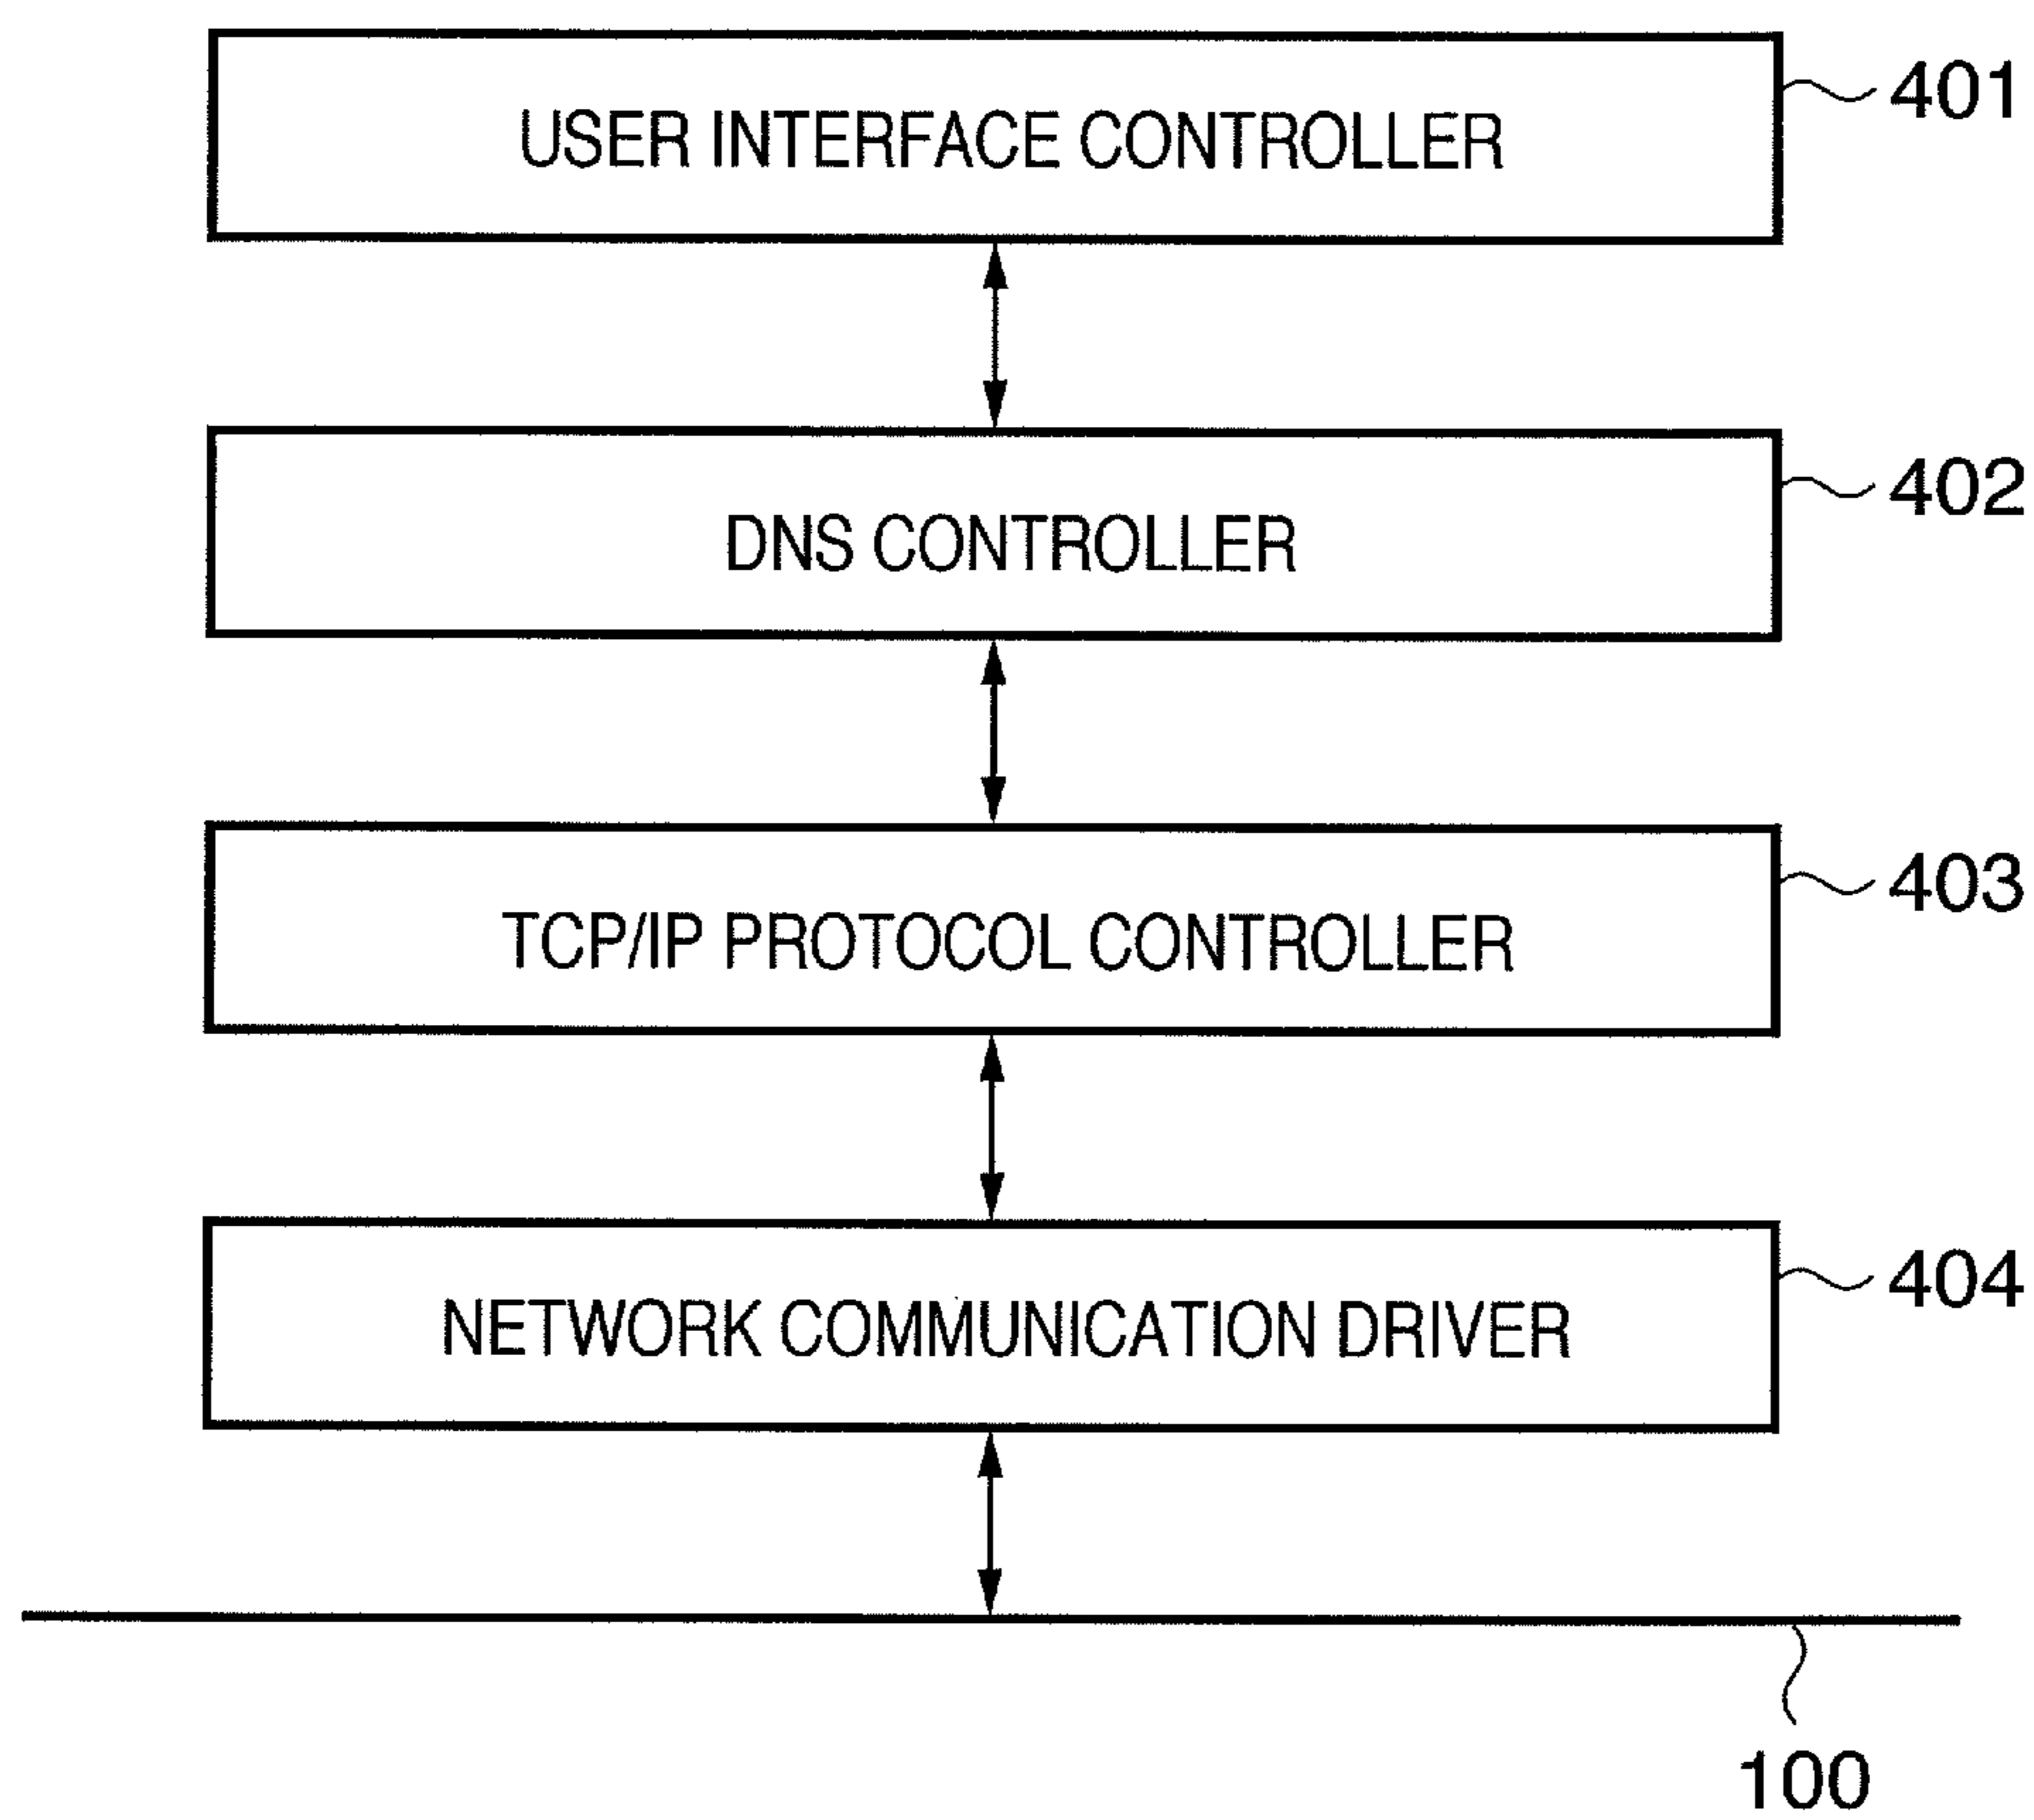 USER INTERFACE CONTROLLER
401
DNS CONTROLLER
402
TCP/IP PROTOCOL CONTROLLER
403
NETWORK COMMUNICATION DRIVER
404
100